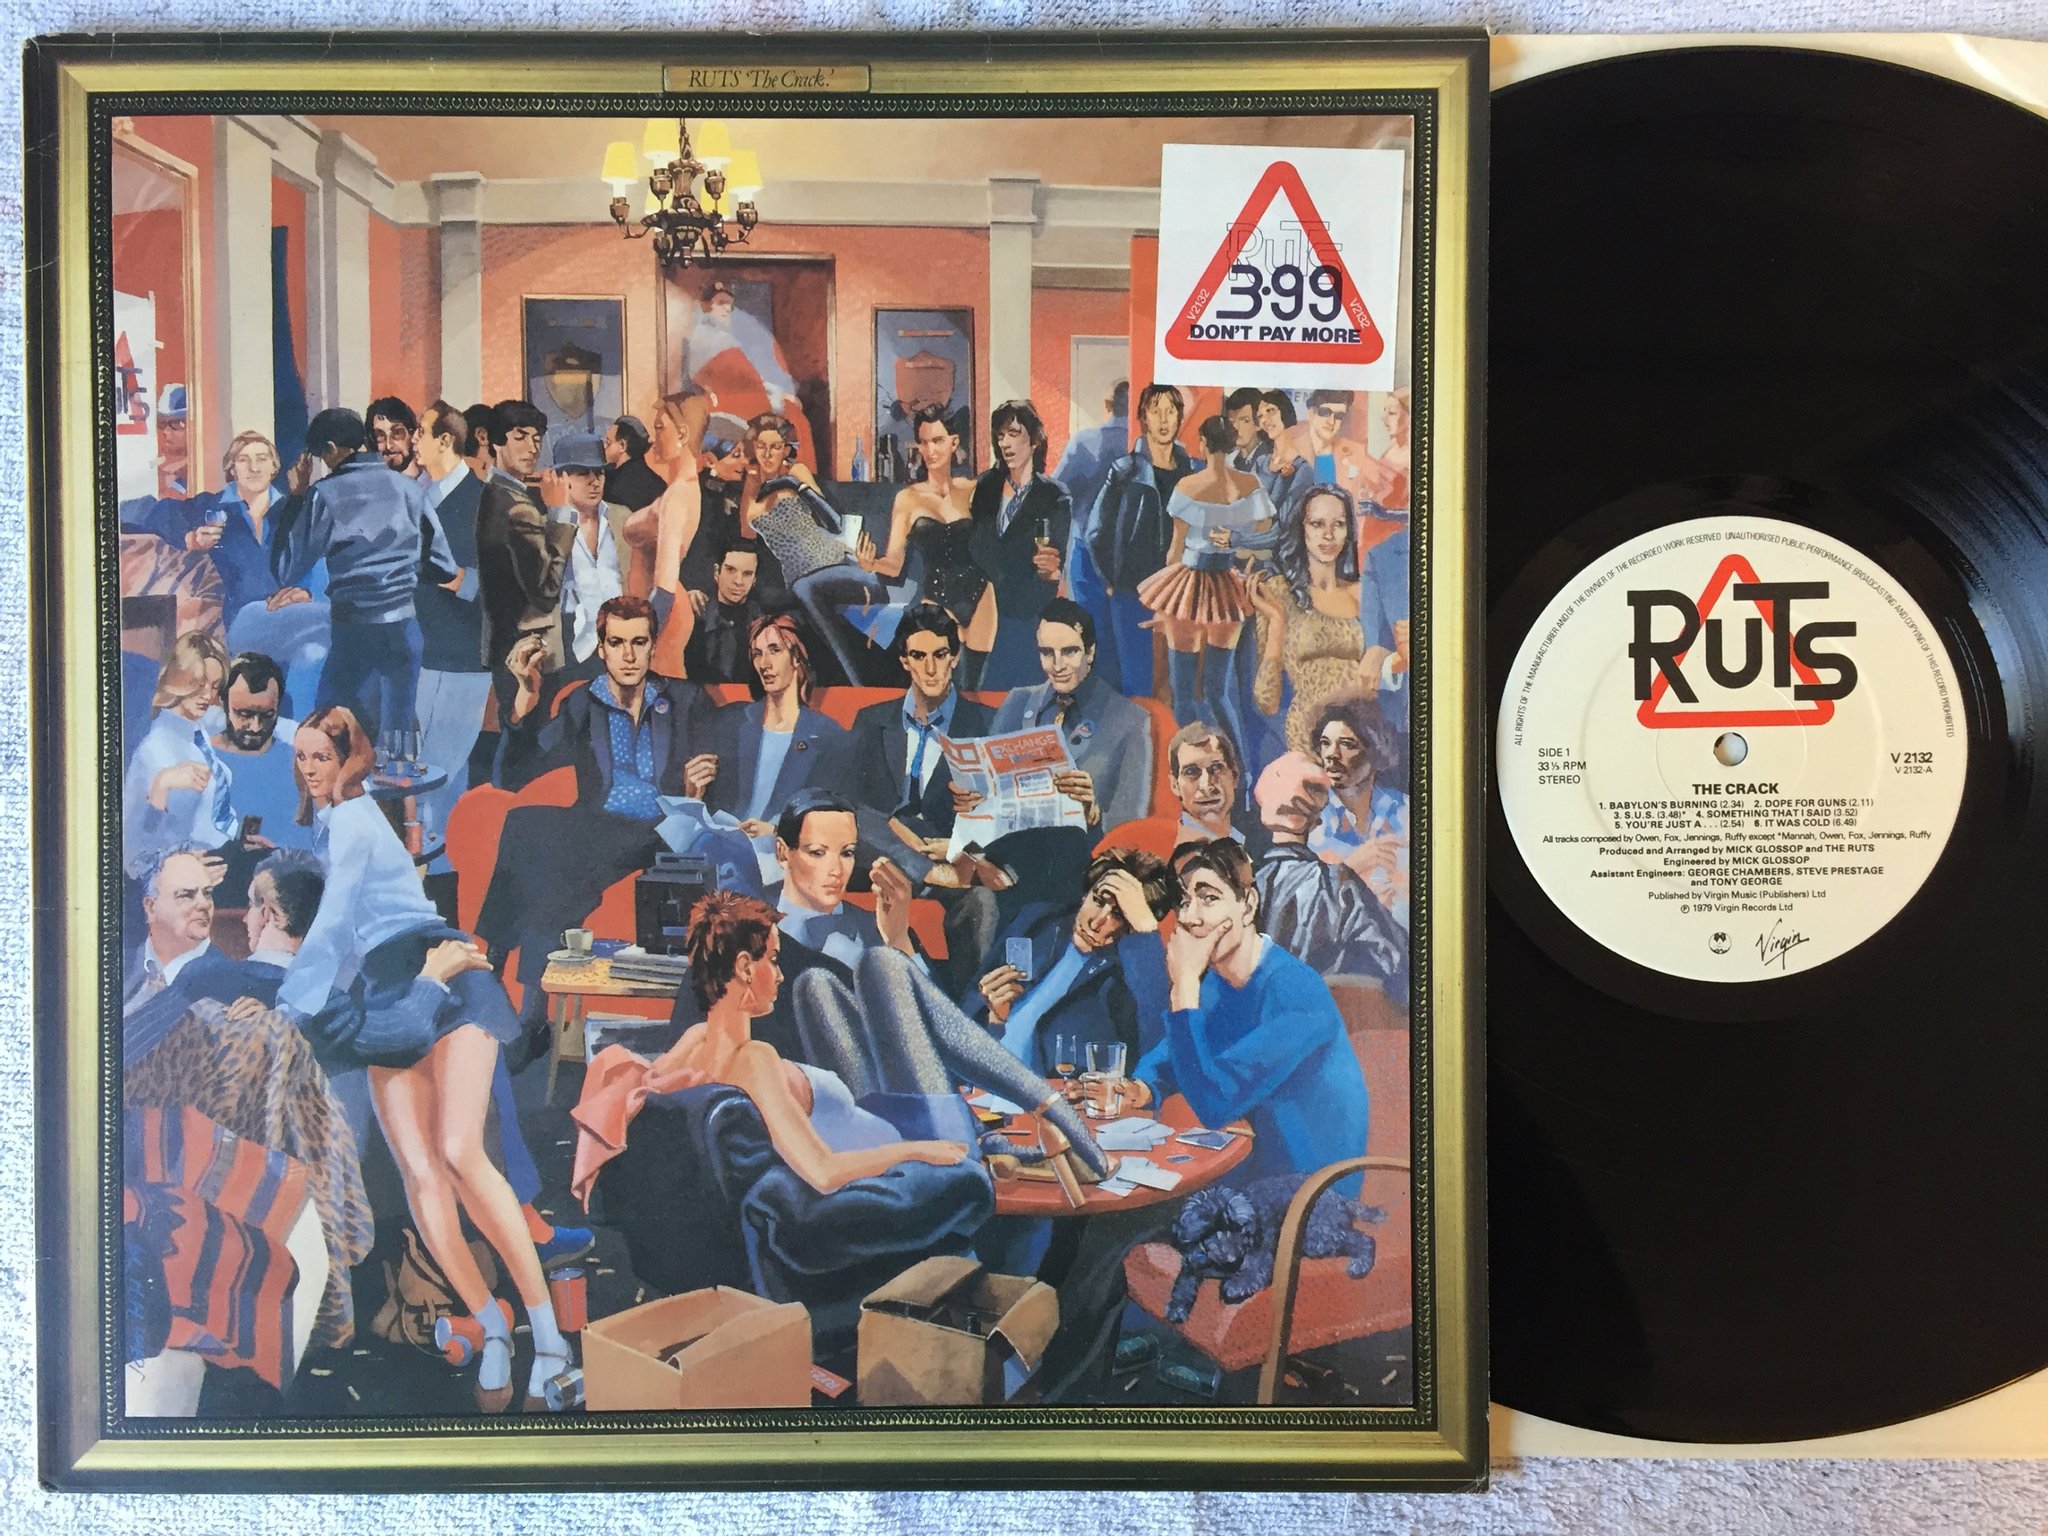 RUTS 'The Crack.'
RuTS
3·99
V2132
V2132
DON'T PAY MORE
EXCHANGE
ALL RIGHTS OF THE MANUFACTURER AND OF THE OWNER OF THE RECORDED WORK RESERVED UNAUTHORISED PUBLIC PERFORMANCE BROADCASTING AND COPYING OF THIS RECORD PROHIBITED
RuTS
SIDE 1
33⅓ RPM
STEREO
V 2132
V 2132-A
THE CRACK
1. BABYLON'S BURNING (2.34) 2. DOPE FOR GUNS (2.11)
3. S.U.S. (3.48)* 4. SOMETHING THAT I SAID (3.52)
5. YOU'RE JUST A . . . (2.54) 6. IT WAS COLD (6.49)
All tracks composed by Owen, Fox, Jennings, Ruffy except *Mannah, Owen, Fox, Jennings, Ruffy
Produced and Arranged by MICK GLOSSOP and THE RUTS
Engineered by MICK GLOSSOP
Assistant Engineers: GEORGE CHAMBERS, STEVE PRESTAGE
and TONY GEORGE
Published by Virgin Music (Publishers) Ltd
℗ 1979 Virgin Records Ltd
Virgin